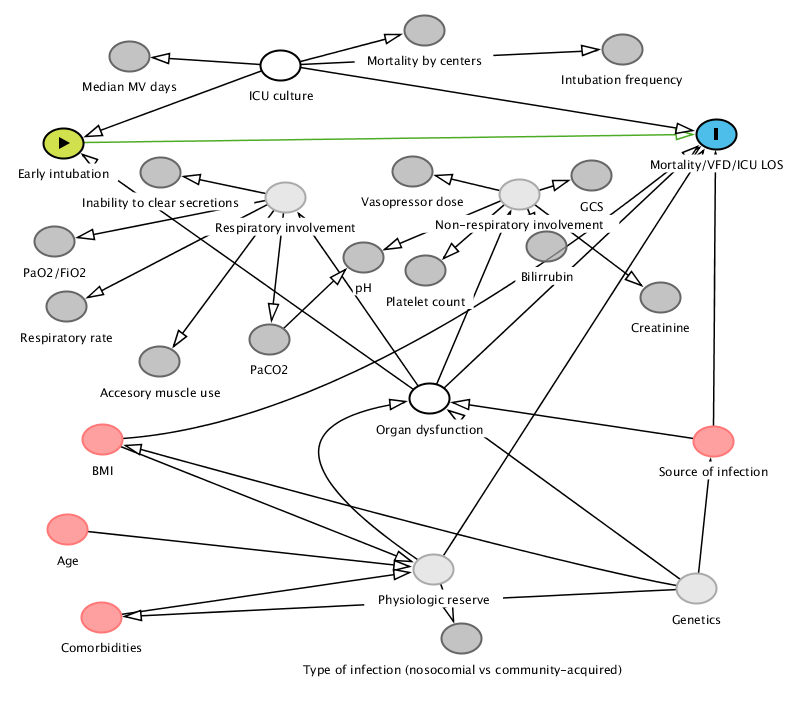 Mortality by centers
Median MV days
Intubation frequency
ICU culture
Early intubation
Mortality/VFD/ICU LOS
Inability to clear secretions
Vasopressor dose
GCS
Respiratory involvement
Non-respiratory involvement
PaO2/FiO2
pH
Bilirrubin
Platelet count
Creatinine
Respiratory rate
PaCO2
Accesory muscle use
Organ dysfunction
BMI
Source of infection
Age
Physiologic reserve
Genetics
Comorbidities
Type of infection (nosocomial vs community-acquired)